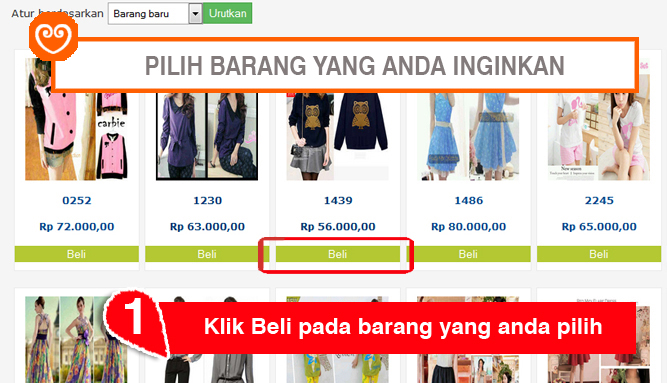 Atur berdasarkan Barang baru Urutkan
PILIH BARANG YANG ANDA INGINKAN
carbie
New season
0252 1230 1439 1486 2245
Rp 72.000,00 Rp 63.000,00 Rp 56.000,00 Rp 80.000,00 Rp 65.000,00
Beli Beli Beli Beli Beli
1 Klik Beli pada barang yang anda pilih